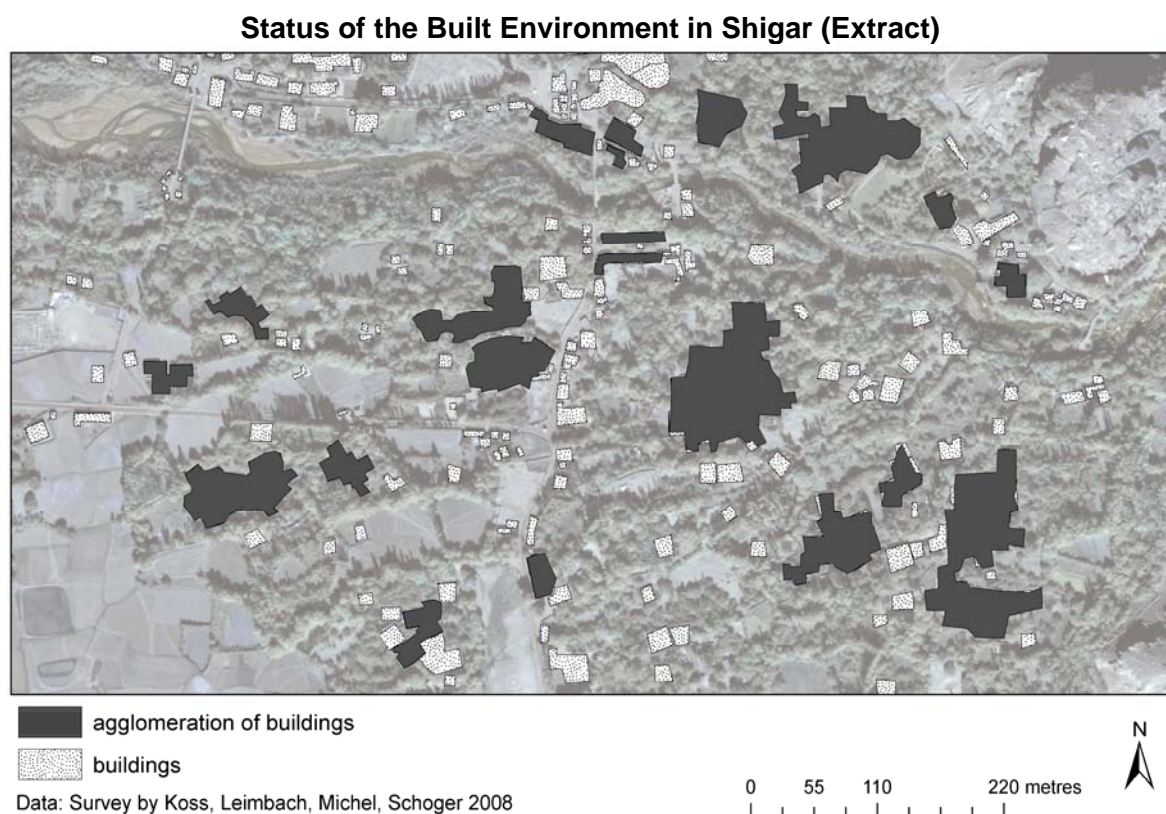 Status of the Built Environment in Shigar (Extract)
agglomeration of buildings
buildings
Data: Survey by Koss, Leimbach, Michel, Schoger 2008
N
0 55 110 220 metres